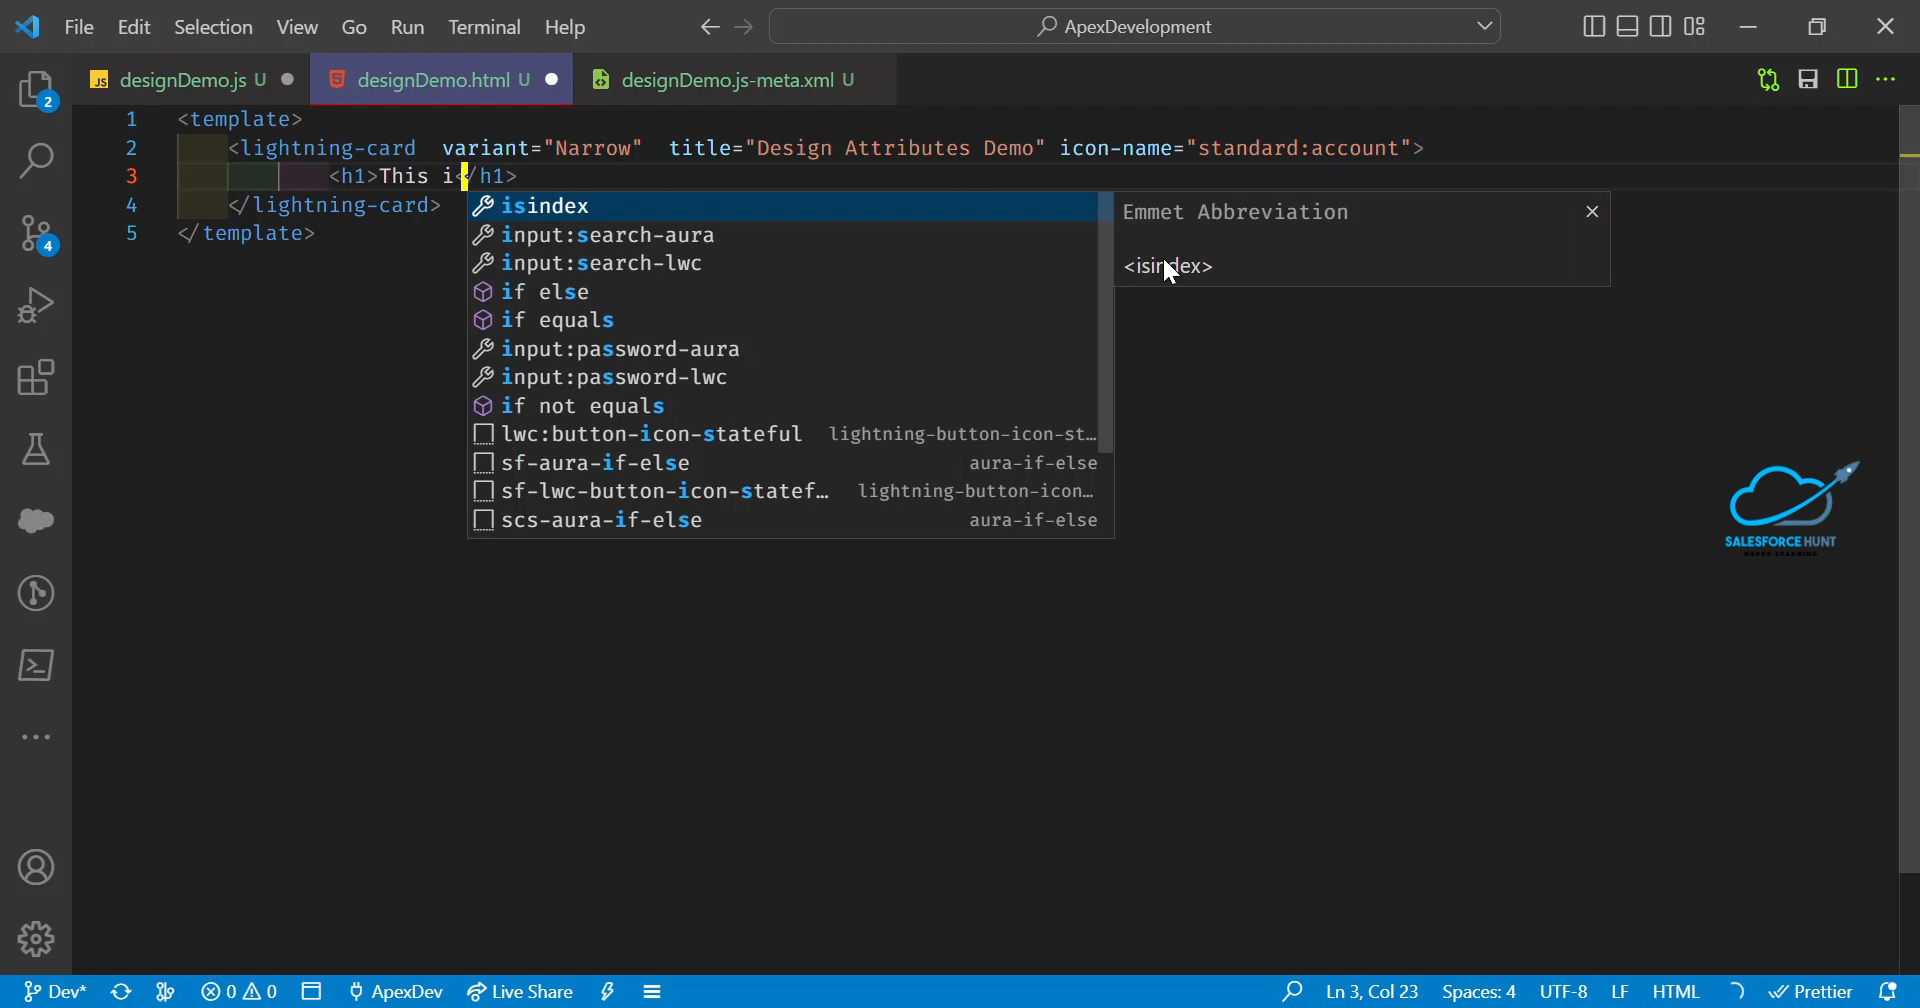 File Edit Selection View Go Run Terminal Help ApexDevelopment
designDemo.js U designDemo.html U designDemo.js-meta.xml U
1 <template>
2 <lightning-card variant="Narrow" title="Design Attributes Demo" icon-name="standard:account">
3 <h1>This i</h1>
4 </lightning-card>
5 </template>
isindex
input:search-aura
input:search-lwc
if else
if equals
input:password-aura
input:password-lwc
if not equals
lwc:button-icon-stateful lightning-button-icon-st…
sf-aura-if-else aura-if-else
sf-lwc-button-icon-statef… lightning-button-icon…
scs-aura-if-else aura-if-else
Emmet Abbreviation
<isindex>
2
4
SALESFORCE HUNT
HAPPY LEARNING
Dev* 0 0 ApexDev Live Share Ln 3, Col 23 Spaces: 4 UTF-8 LF HTML Prettier